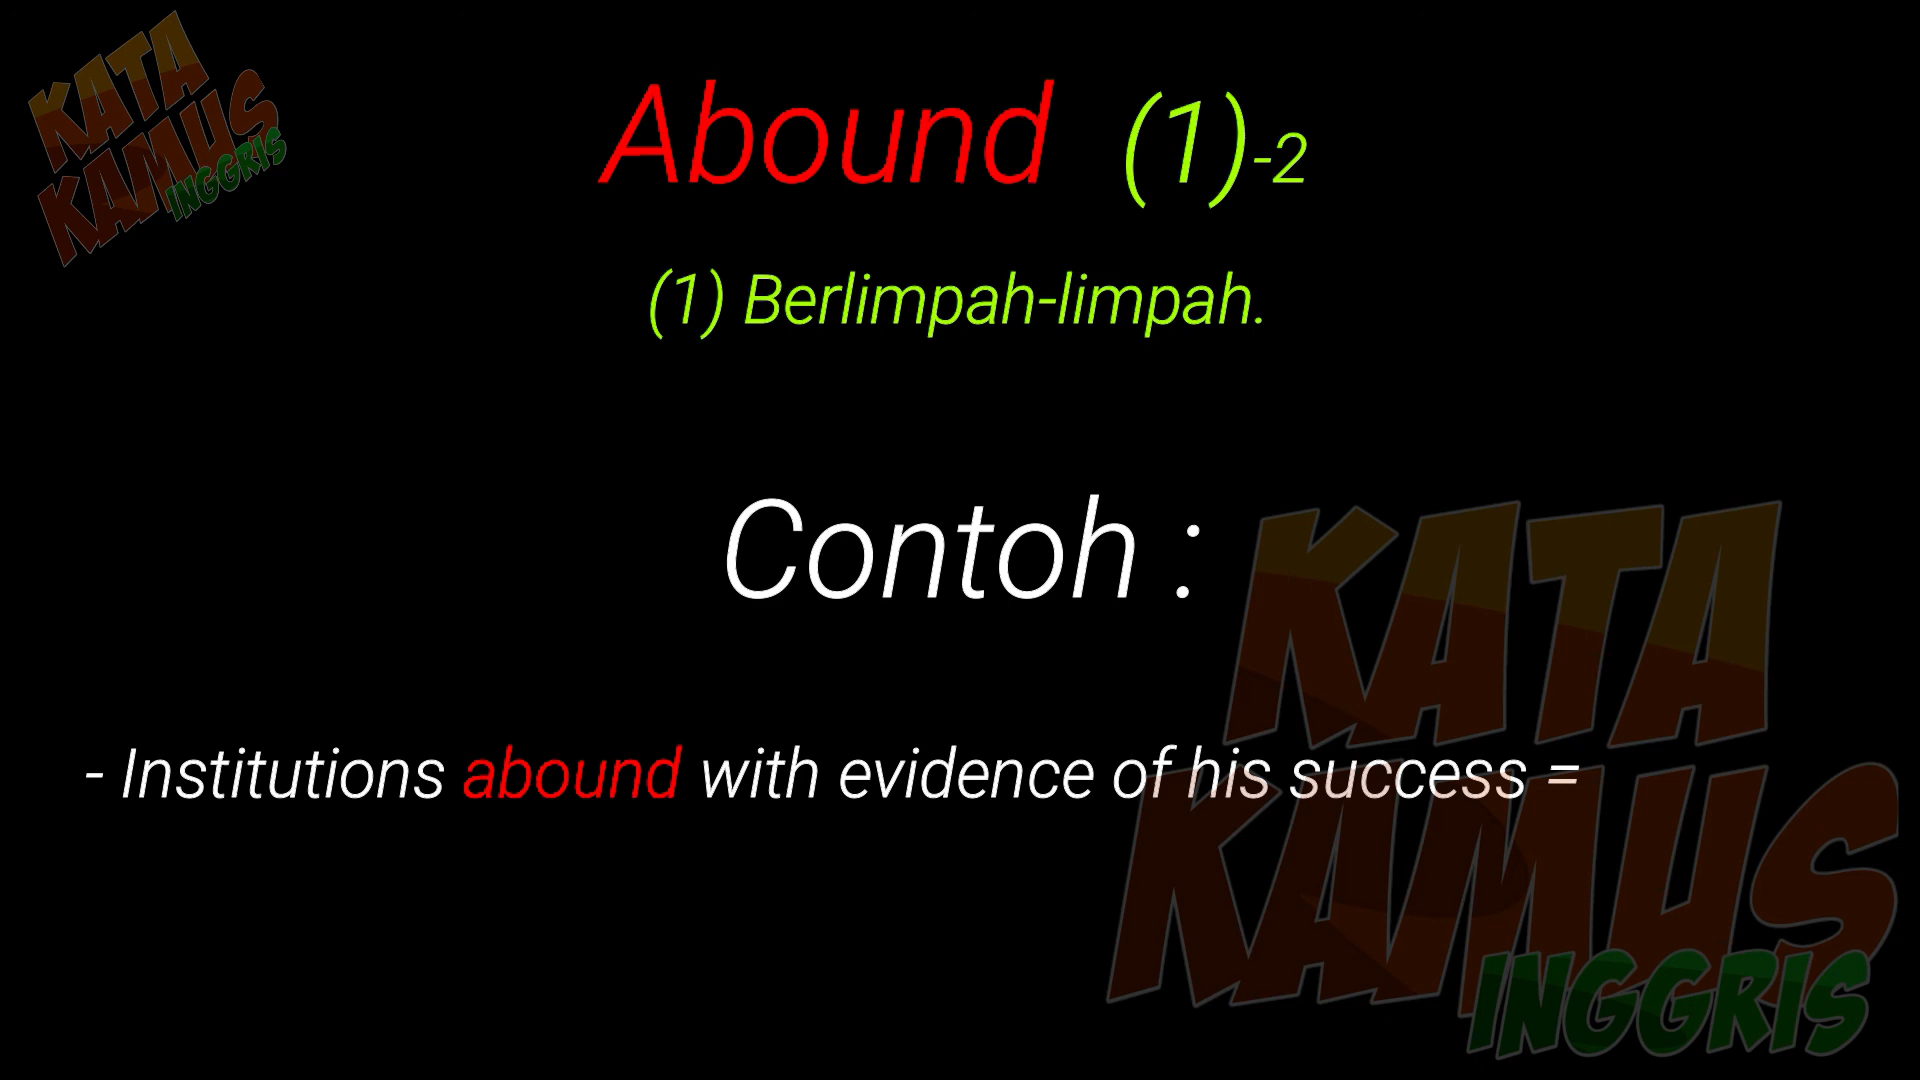 KATA
KAMUS
INGGRIS
Abound (1)-2
(1) Berlimpah-limpah.
Contoh :
- Institutions abound with evidence of his success =
KATA
KAMUS
INGGRIS